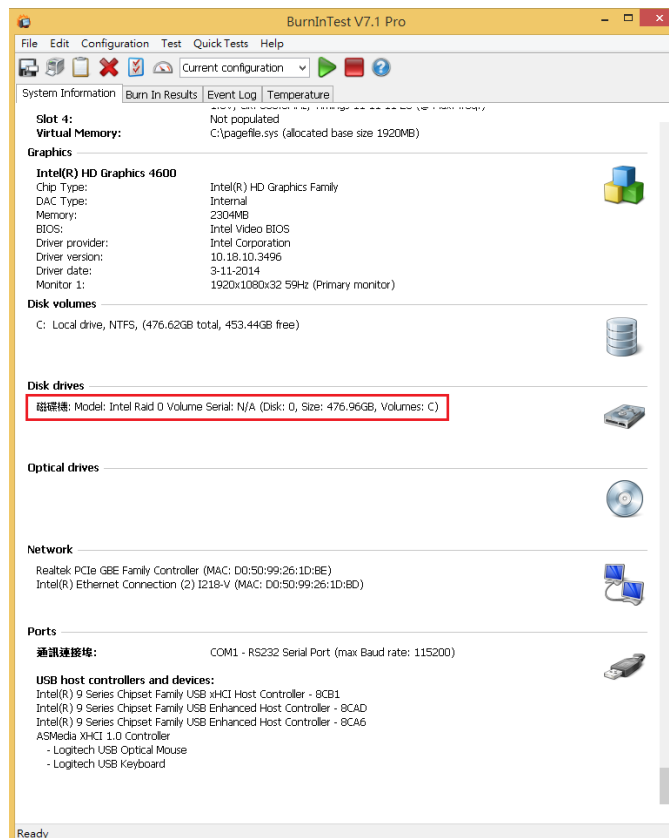 BurnInTest V7.1 Pro
File Edit Configuration Test Quick Tests Help
Current configuration
System Information Burn In Results Event Log Temperature
Slot 4: Not populated
Virtual Memory: C:\pagefile.sys (allocated base size 1920MB)
Graphics
Intel(R) HD Graphics 4600
Chip Type: Intel(R) HD Graphics Family
DAC Type: Internal
Memory: 2304MB
BIOS: Intel Video BIOS
Driver provider: Intel Corporation
Driver version: 10.18.10.3496
Driver date: 3-11-2014
Monitor 1: 1920x1080x32 59Hz (Primary monitor)
Disk volumes
C: Local drive, NTFS, (476.62GB total, 453.44GB free)
Disk drives
磁碟機: Model: Intel Raid 0 Volume Serial: N/A (Disk: 0, Size: 476.96GB, Volumes: C)
Optical drives
Network
Realtek PCIe GBE Family Controller (MAC: D0:50:99:26:1D:BE)
Intel(R) Ethernet Connection (2) I218-V (MAC: D0:50:99:26:1D:BD)
Ports
通訊連接埠: COM1 - RS232 Serial Port (max Baud rate: 115200)
USB host controllers and devices:
Intel(R) 9 Series Chipset Family USB xHCI Host Controller - 8CB1
Intel(R) 9 Series Chipset Family USB Enhanced Host Controller - 8CAD
Intel(R) 9 Series Chipset Family USB Enhanced Host Controller - 8CA6
ASMedia XHCI 1.0 Controller
- Logitech USB Optical Mouse
- Logitech USB Keyboard
Ready